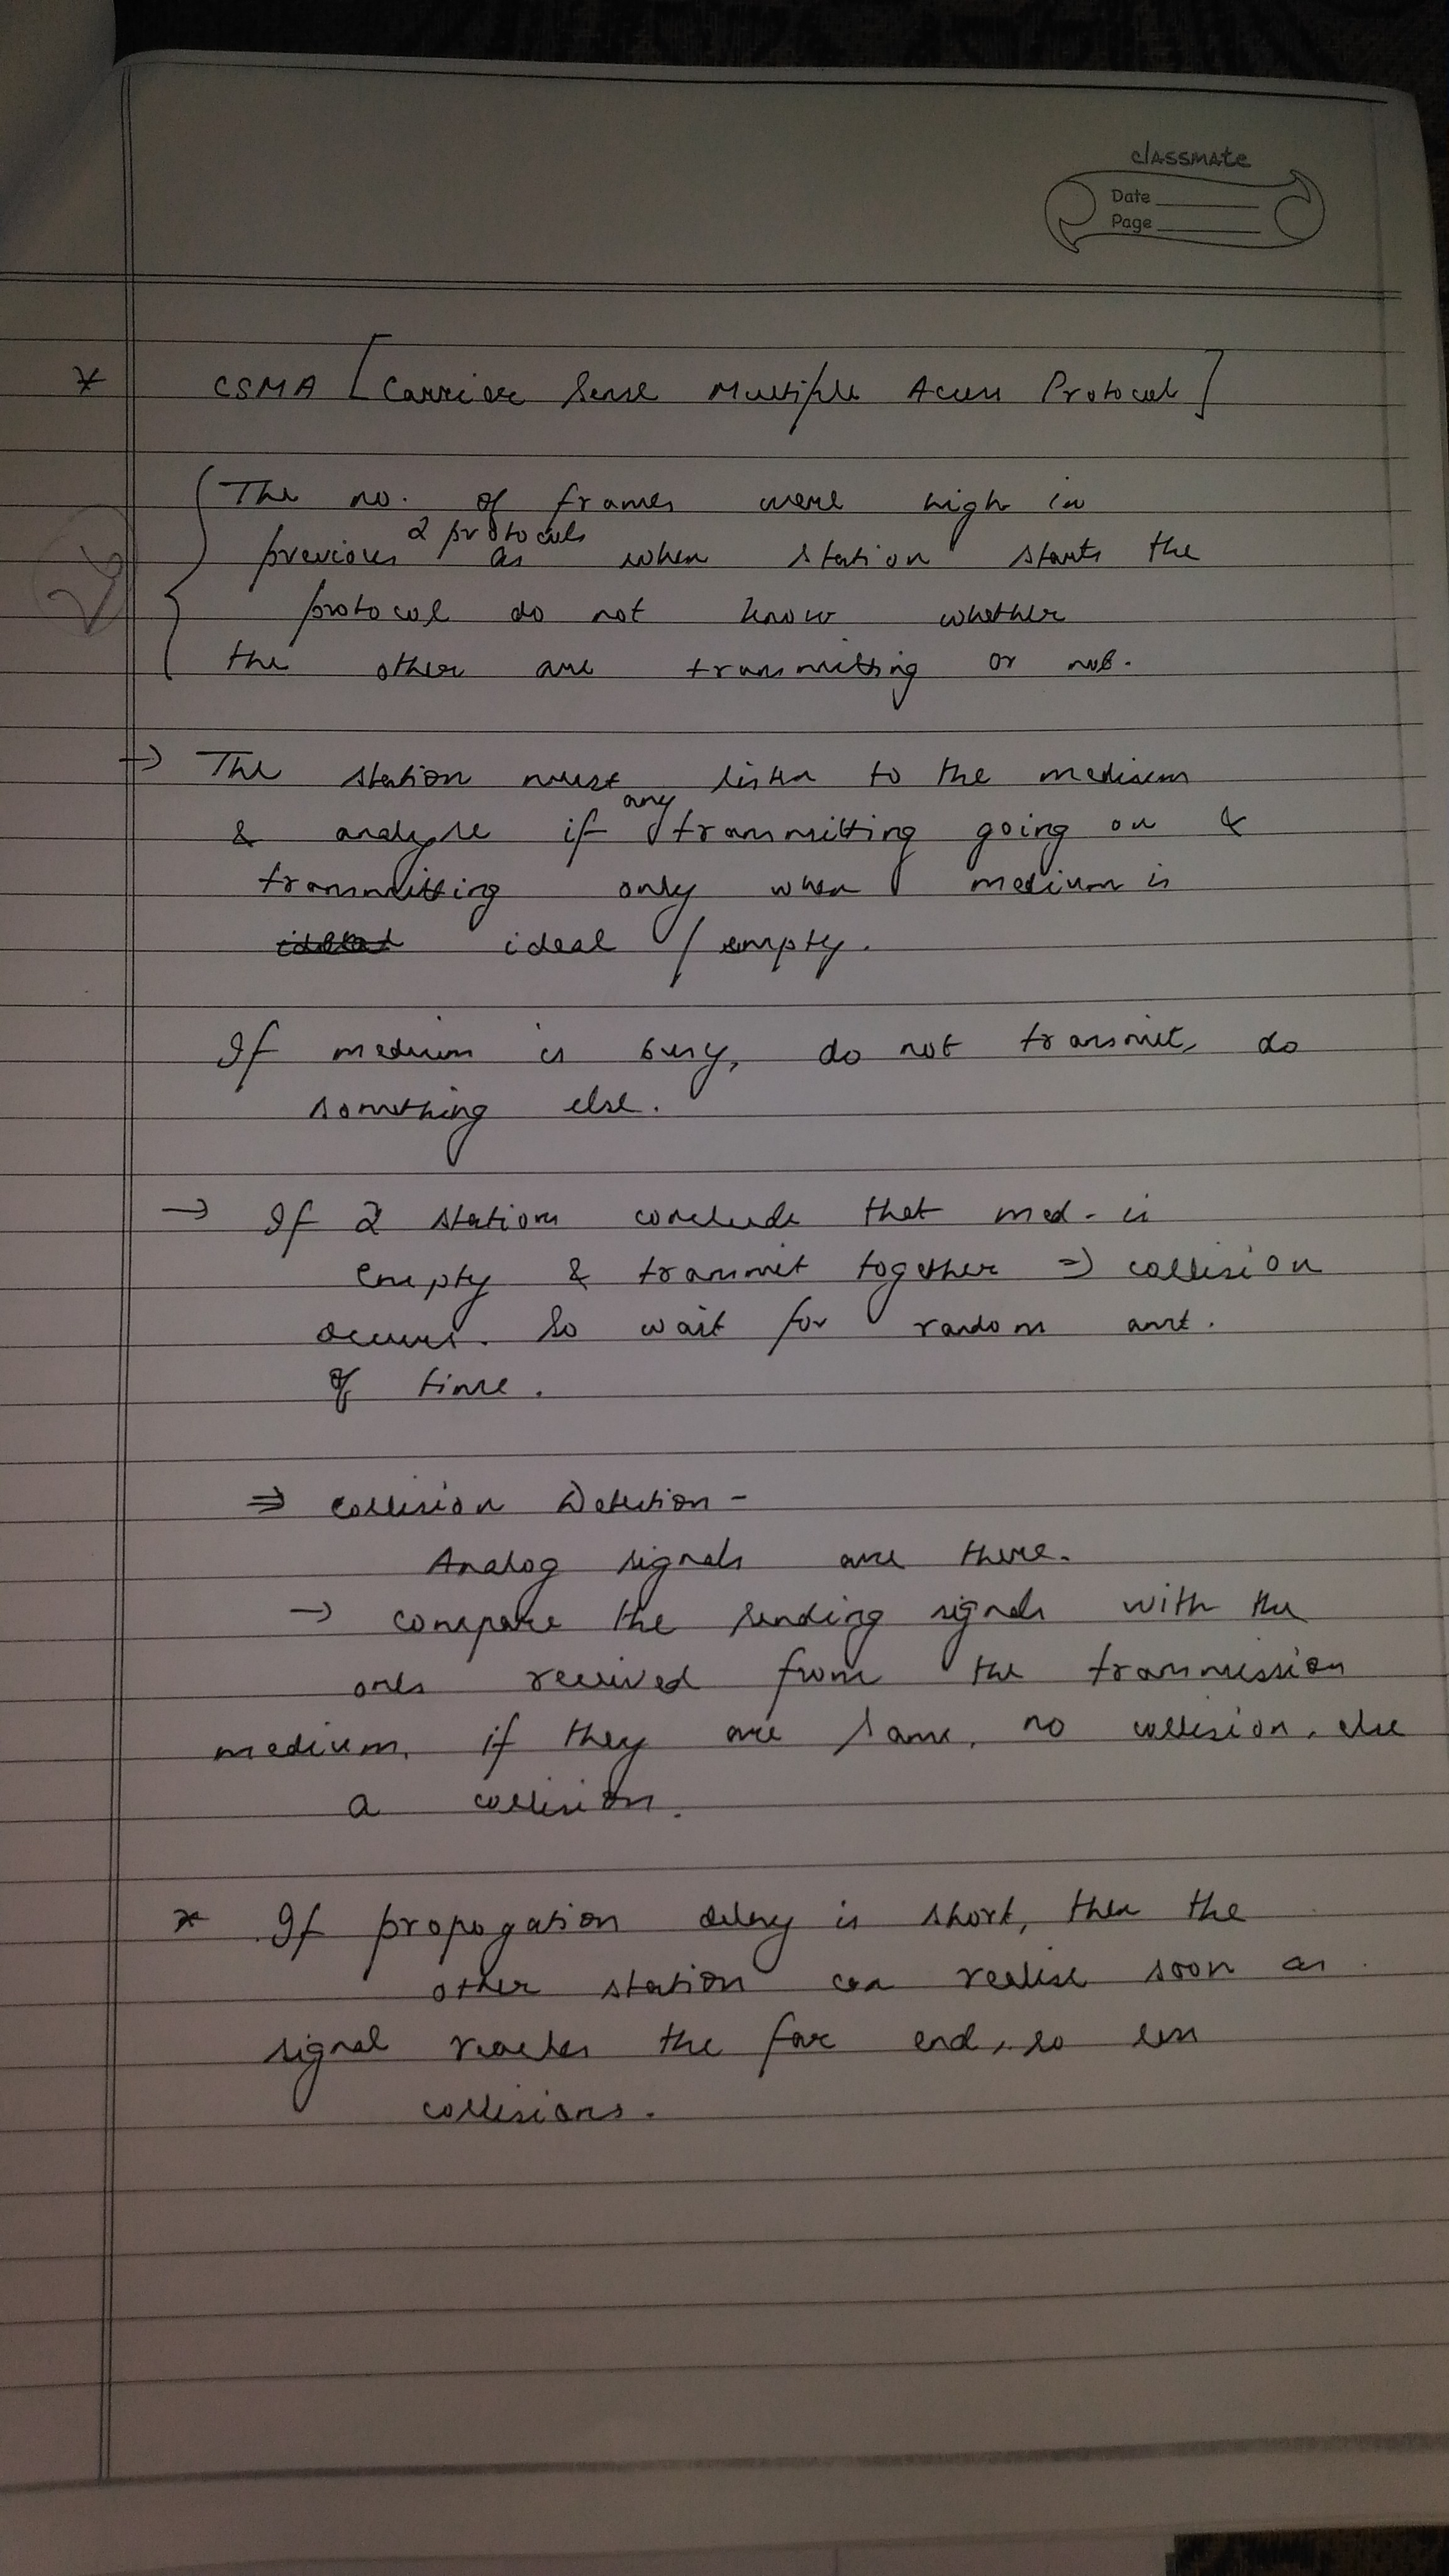 classmate
Date
Page
* CSMA [Carrier Sense Multiple Access Protocol]
The no. of frames were high in
2 protocols
previous as when station starts the
protocol do not know whether
the other are transmitting or not.
→ The station must listen to the medium
any
& analyse if transmitting going on &
transmitting only when medium is
ideal / empty.
If medium is busy, do not transmit, do
something else.
→ If 2 stations conclude that med. is
empty & transmit together ⇒ collision
occurs. So wait for random amt.
of time.
⇒ Collision Detection -
Analog signals are there.
→ compare the sending signals with the
ones received from the transmission
medium, if they are same, no collision, else
a collision.
* If propogation delay is short, then the
other station can realise soon as
signal reaches the far end, so less
collisions.